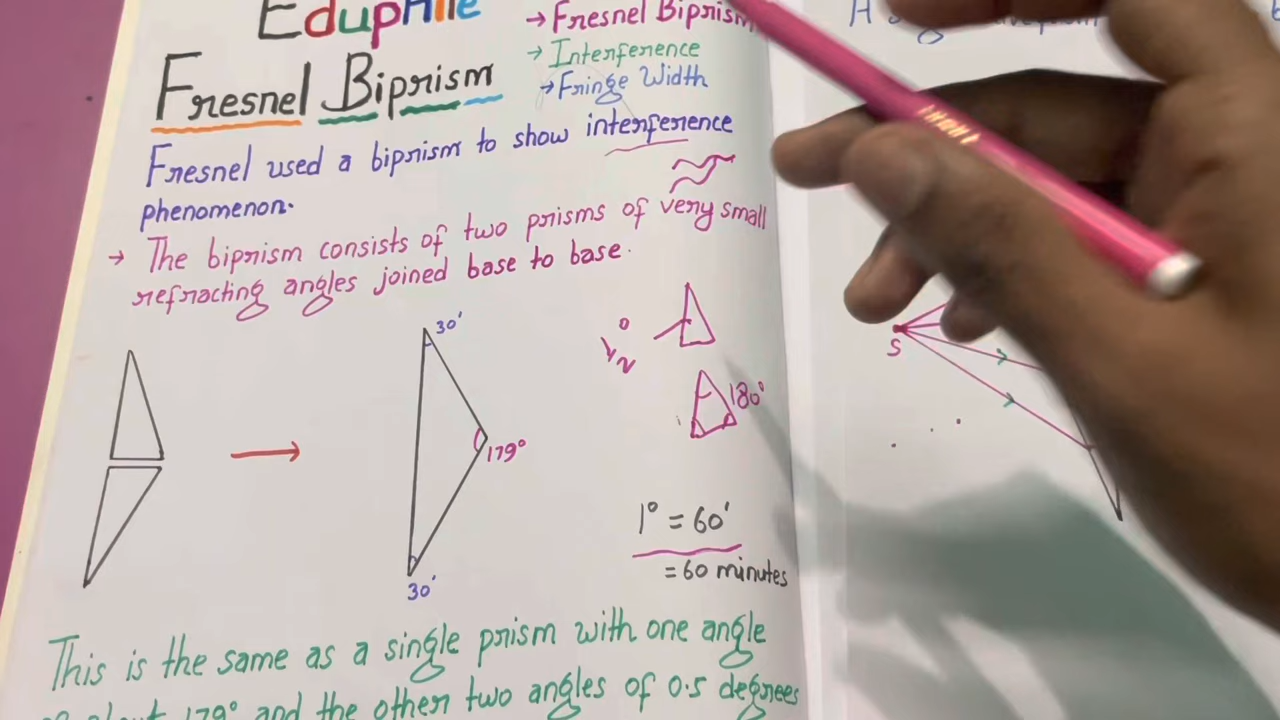 Eduphile
→ Fresnel Biprism
→ Interference
→ Fringe Width
Fresnel Biprism
Fresnel used a biprism to show interference
phenomenon.
→ The biprism consists of two prisms of very small
refracting angles joined base to base.
30'
179°
30'
180°
1° = 60'
= 60 minutes
This is the same as a single prism with one angle
179° and the other two angles of 0.5 degrees
S